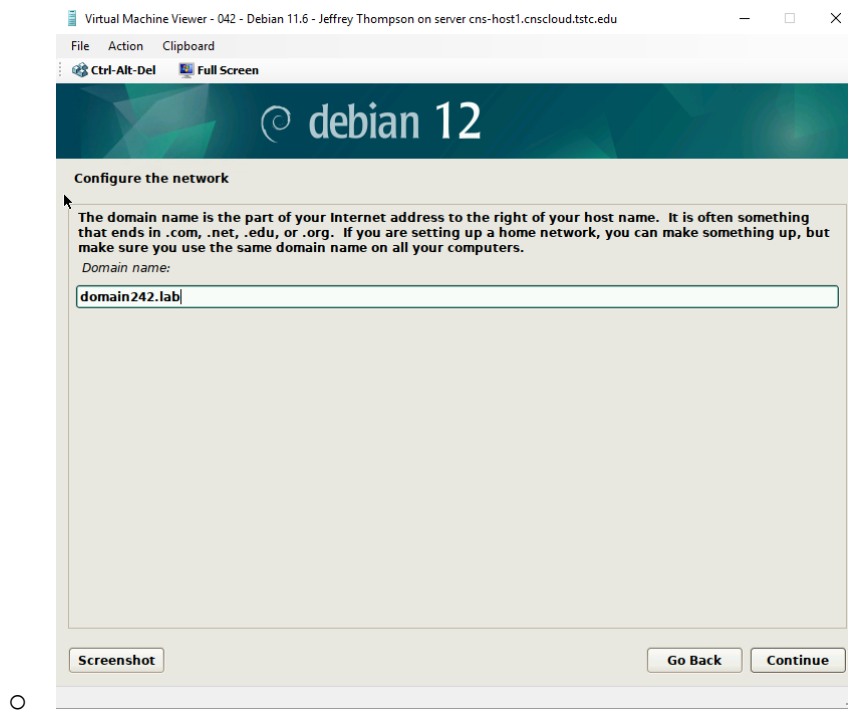 Virtual Machine Viewer - 042 - Debian 11.6 - Jeffrey Thompson on server cns-host1.cnscloud.tstc.edu
File Action Clipboard
Ctrl-Alt-Del Full Screen
debian 12
Configure the network
The domain name is the part of your Internet address to the right of your host name. It is often something
that ends in .com, .net, .edu, or .org. If you are setting up a home network, you can make something up, but
make sure you use the same domain name on all your computers.
Domain name:
domain242.lab
Screenshot Go Back Continue